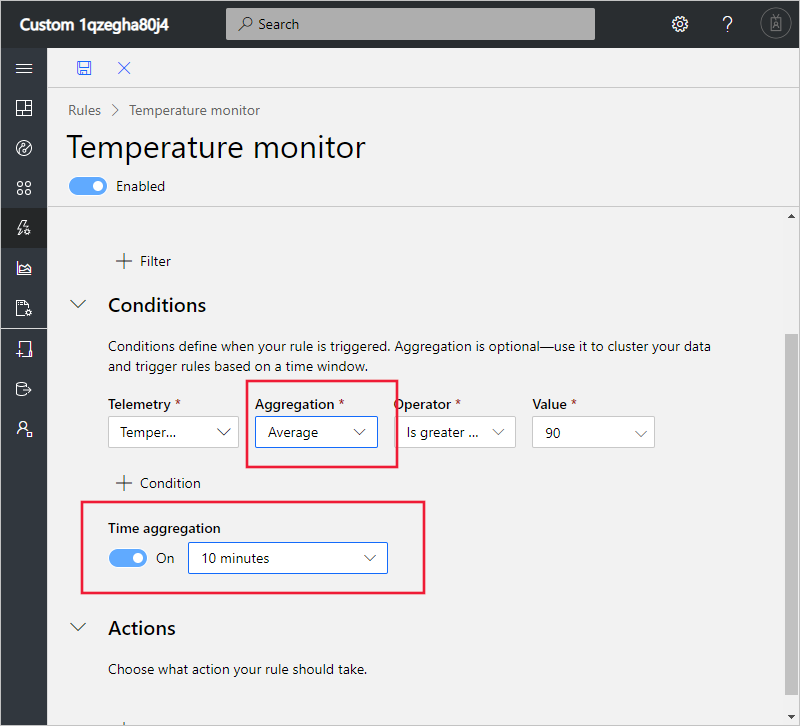 Custom 1qzegha80j4
Search
Rules > Temperature monitor
Temperature monitor
Enabled
Filter
Conditions
Conditions define when your rule is triggered. Aggregation is optional—use it to cluster your data
and trigger rules based on a time window.
Telemetry * Aggregation * Operator * Value *
Temper... Average Is greater ... 90
Condition
Time aggregation
On 10 minutes
Actions
Choose what action your rule should take.